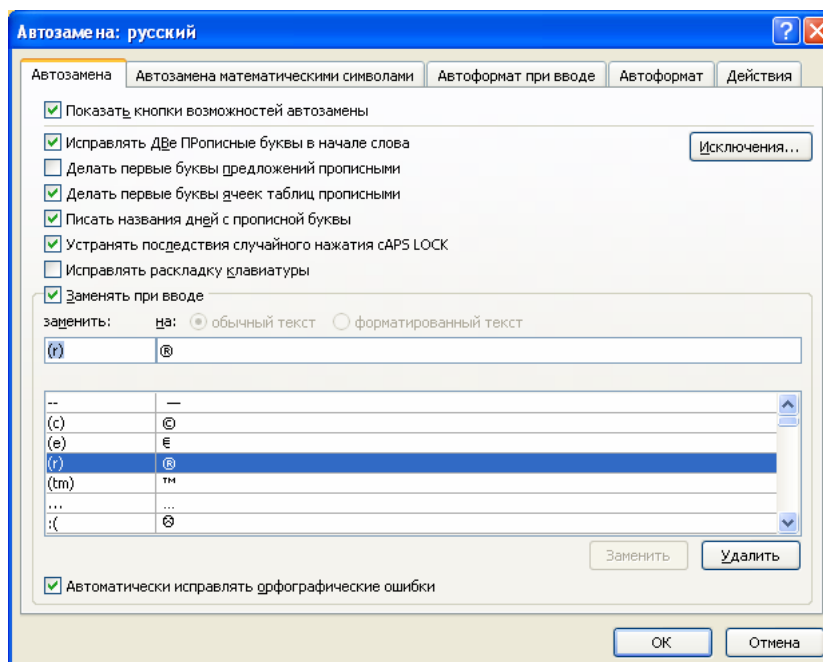 Автозамена: русский
Автозамена Автозамена математическими символами Автоформат при вводе Автоформат Действия
Показать кнопки возможностей автозамены
Исправлять ДВе ПРописные буквы в начале слова Исключения...
Делать первые буквы предложений прописными
Делать первые буквы ячеек таблиц прописными
Писать названия дней с прописной буквы
Устранять последствия случайного нажатия cAPS LOCK
Исправлять раскладку клавиатуры
Заменять при вводе
заменить: на: обычный текст форматированный текст
(r) ®
-- —
(c) ©
(e) €
(r) ®
(tm) ™
... ...
:( ☹
Заменить Удалить
Автоматически исправлять орфографические ошибки
ОК Отмена